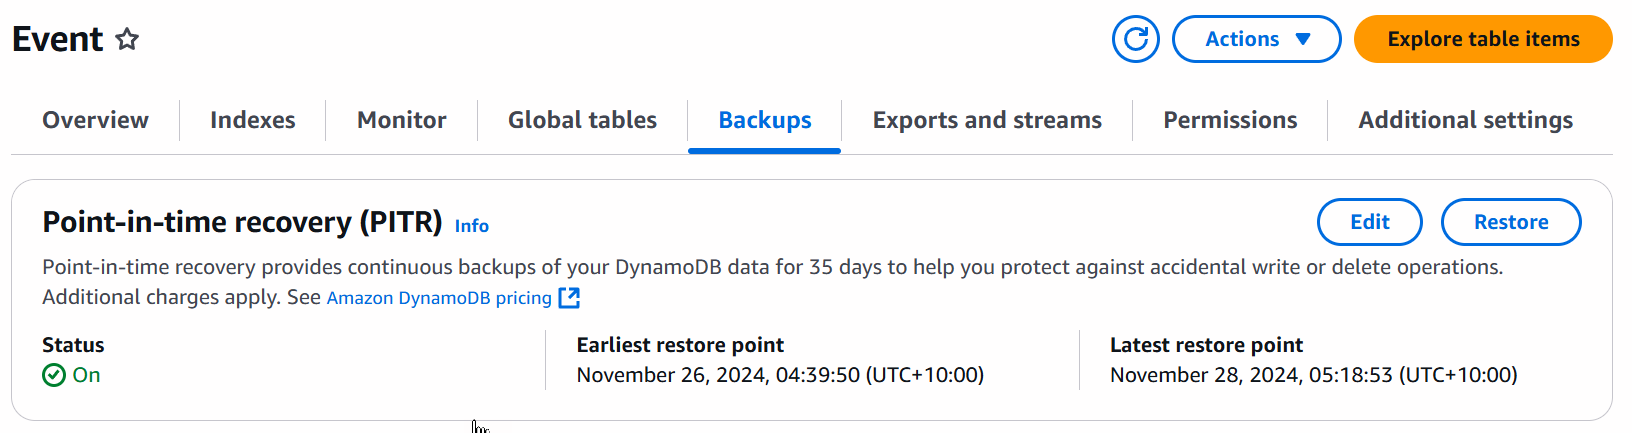 Event
Actions
Explore table items
Overview
Indexes
Monitor
Global tables
Backups
Exports and streams
Permissions
Additional settings
Point-in-time recovery (PITR) Info
Edit
Restore
Point-in-time recovery provides continuous backups of your DynamoDB data for 35 days to help you protect against accidental write or delete operations.
Additional charges apply. See Amazon DynamoDB pricing
Status
On
Earliest restore point
November 26, 2024, 04:39:50 (UTC+10:00)
Latest restore point
November 28, 2024, 05:18:53 (UTC+10:00)